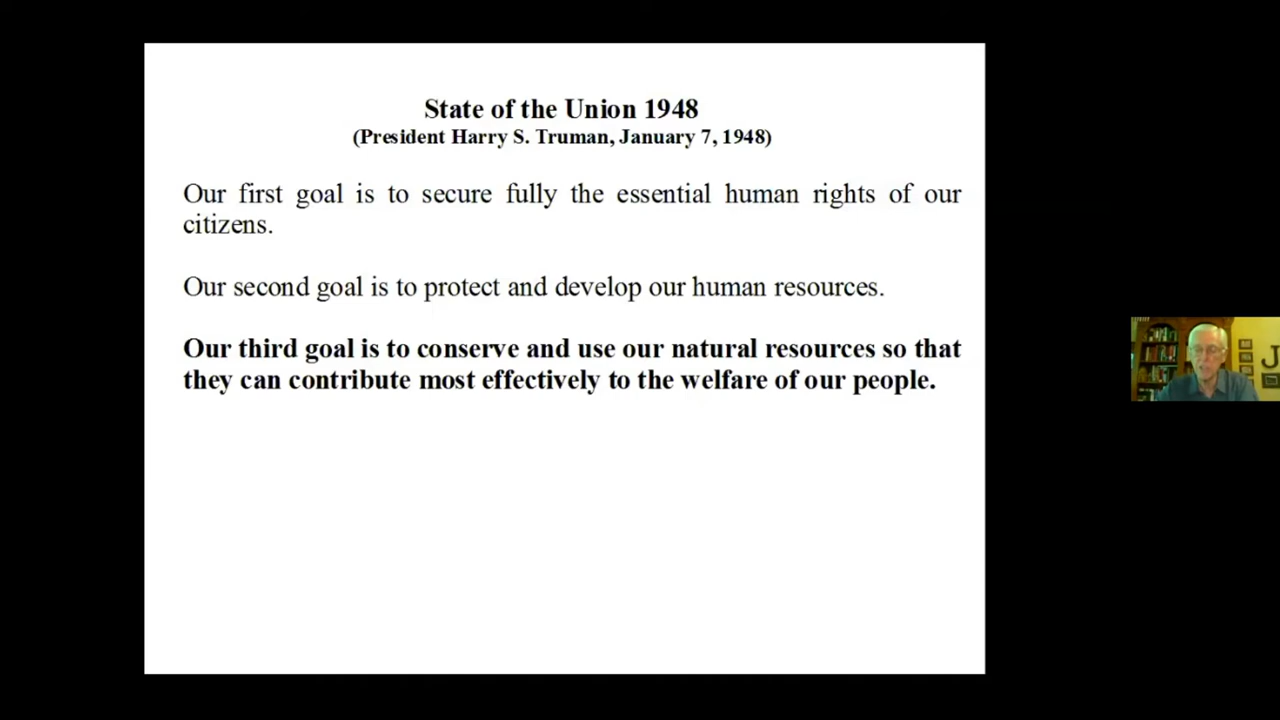 State of the Union 1948
(President Harry S. Truman, January 7, 1948)
Our first goal is to secure fully the essential human rights of our
citizens.
Our second goal is to protect and develop our human resources.
Our third goal is to conserve and use our natural resources so that
they can contribute most effectively to the welfare of our people.
J